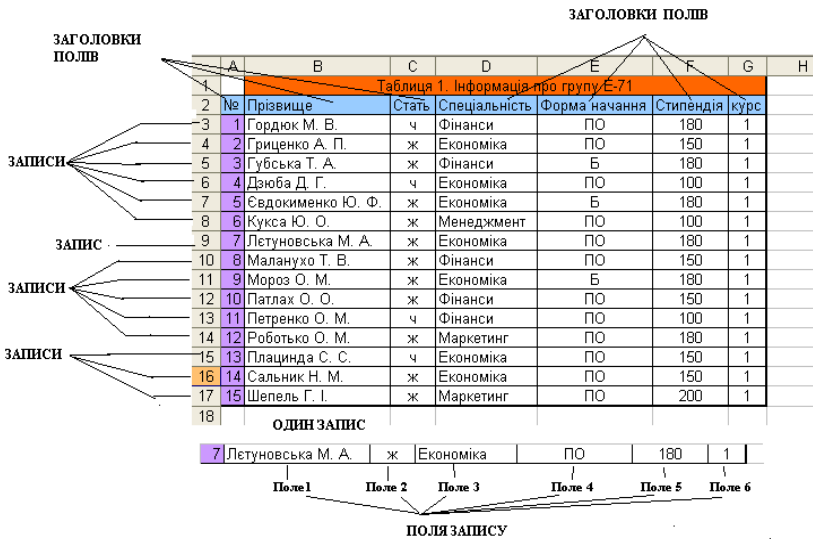 ЗАГОЛОВКИ ПОЛІВ
ЗАГОЛОВКИ
ПОЛІВ
A B C D E F G H
1 Таблиця 1. Інформація про групу Е-71
2 № Прізвище Стать Спеціальність Форма начання Стипендія курс
3 1 Гордюк М. В. ч Фінанси ПО 180 1
4 2 Гриценко А. П. ж Економіка ПО 150 1
5 3 Губська Т. А. ж Фінанси Б 180 1
6 4 Дзюба Д. Г. ч Економіка ПО 100 1
7 5 Євдокименко Ю. Ф. ж Економіка Б 180 1
8 6 Кукса Ю. О. ж Менеджмент ПО 100 1
9 7 Лєтуновська М. А. ж Економіка ПО 180 1
10 8 Маланухо Т. В. ж Фінанси ПО 150 1
11 9 Мороз О. М. ж Економіка Б 180 1
12 10 Патлах О. О. ж Фінанси ПО 150 1
13 11 Петренко О. М. ч Фінанси ПО 100 1
14 12 Роботько О. М. ж Маркетинг ПО 180 1
15 13 Плацинда С. С. ч Економіка ПО 150 1
16 14 Сальник Н. М. ж Економіка ПО 150 1
17 15 Шепель Г. І. ж Маркетинг ПО 200 1
18
ЗАПИСИ
ЗАПИС
ЗАПИСИ
ЗАПИСИ
ОДИН ЗАПИС
7 Лєтуновська М. А. ж Економіка ПО 180 1
Поле1 Поле 2 Поле 3 Поле 4 Поле 5 Поле 6
ПОЛЯ ЗАПИСУ